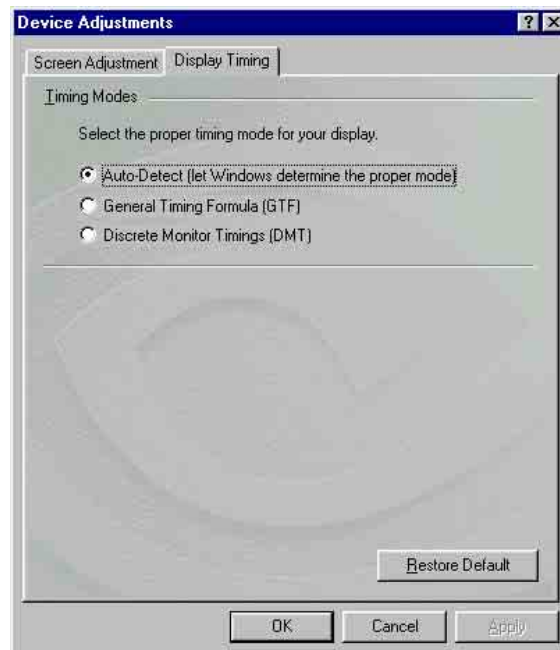 Device Adjustments
Screen Adjustment
Display Timing
Timing Modes
Select the proper timing mode for your display.
Auto-Detect (let Windows determine the proper mode)
General Timing Formula (GTF)
Discrete Monitor Timings (DMT)
Restore Default
OK
Cancel
Apply